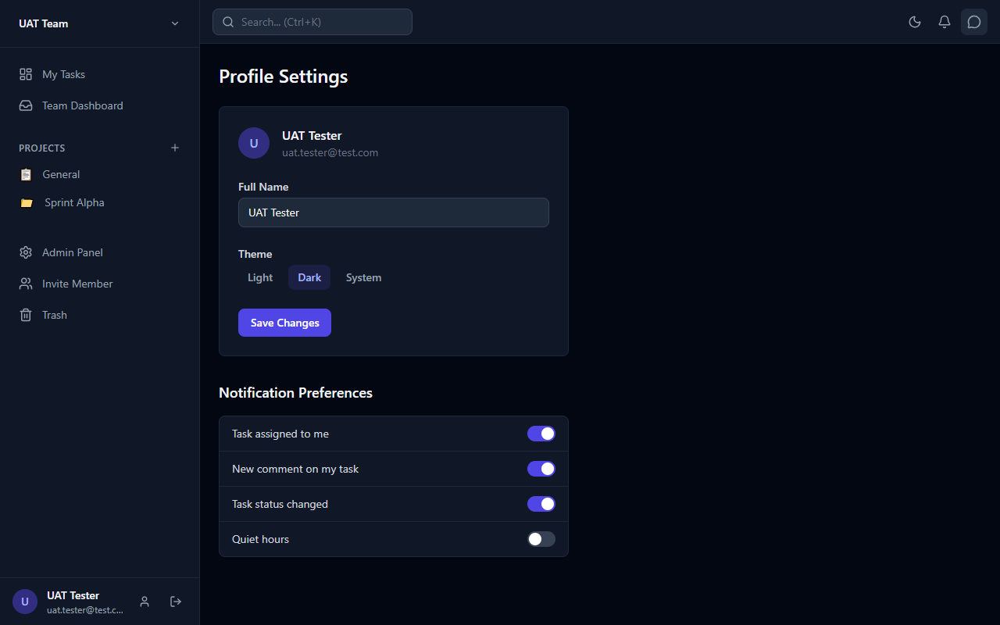 UAT Team
Search... (Ctrl+K)
My Tasks
Team Dashboard
PROJECTS
General
Sprint Alpha
Admin Panel
Invite Member
Trash
UAT Tester
uat.tester@test.c...
Profile Settings
U
UAT Tester
uat.tester@test.com
Full Name
UAT Tester
Theme
Light Dark System
Save Changes
Notification Preferences
Task assigned to me
New comment on my task
Task status changed
Quiet hours
U